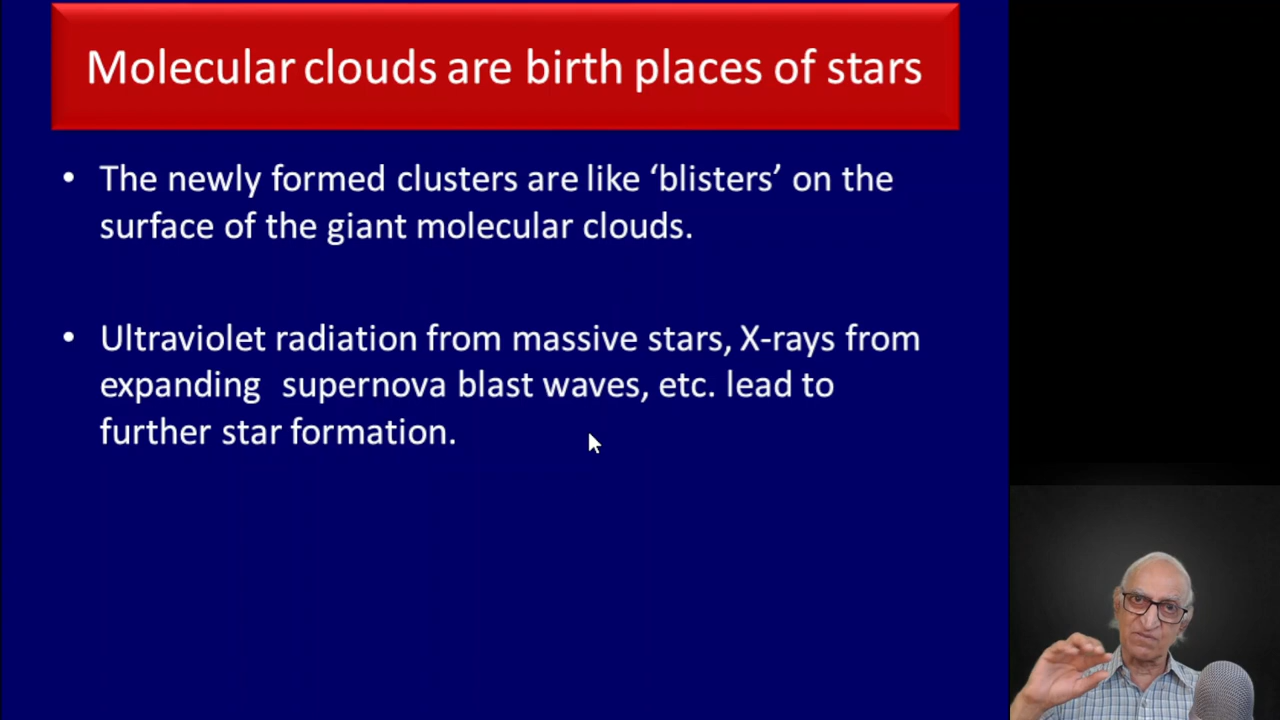 Molecular clouds are birth places of stars
• The newly formed clusters are like ‘blisters’ on the
surface of the giant molecular clouds.
• Ultraviolet radiation from massive stars, X-rays from
expanding  supernova blast waves, etc. lead to
further star formation.